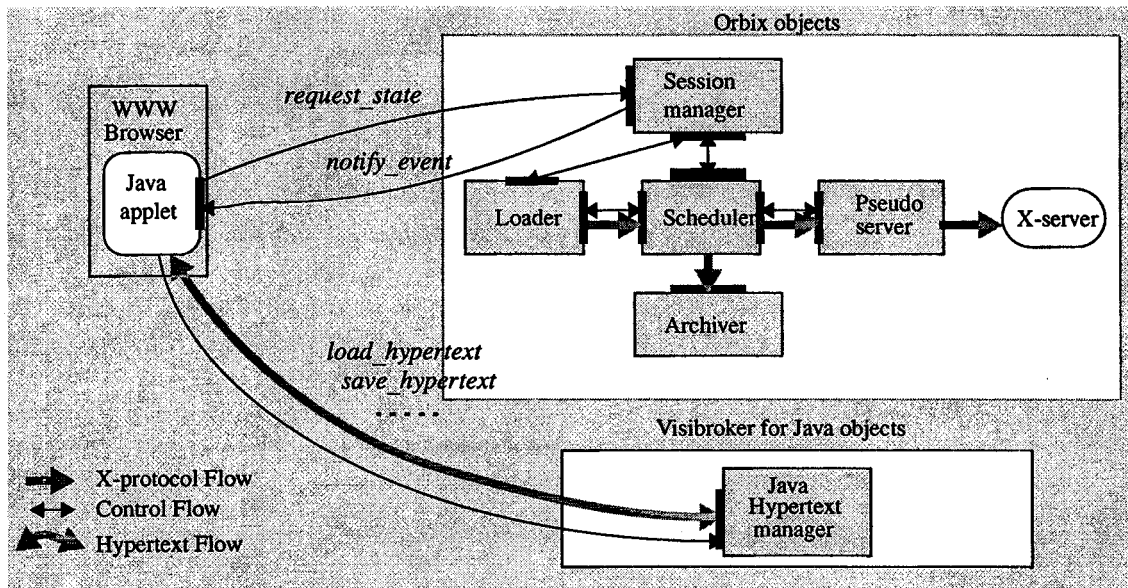 Orbix objects
Session
manager
request_state
WWW
Browser
notify_event
Java
applet
Loader
Scheduler
Pseudo
server
X-server
Archiver
load_hypertext
save_hypertext
.....
Visibroker for Java objects
X-protocol Flow
Control Flow
Hypertext Flow
Java
Hypertext
manager